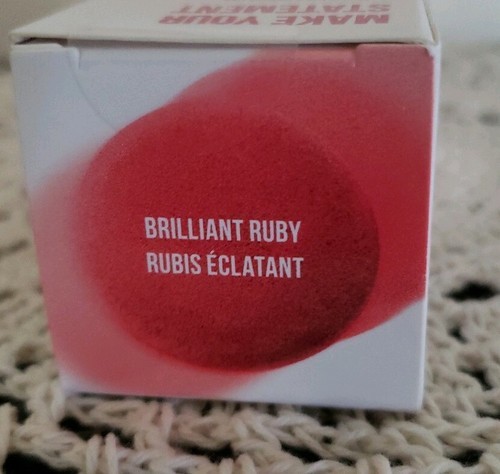 MAKE YOUR
STATEMENT
BRILLIANT RUBY
RUBIS ÉCLATANT